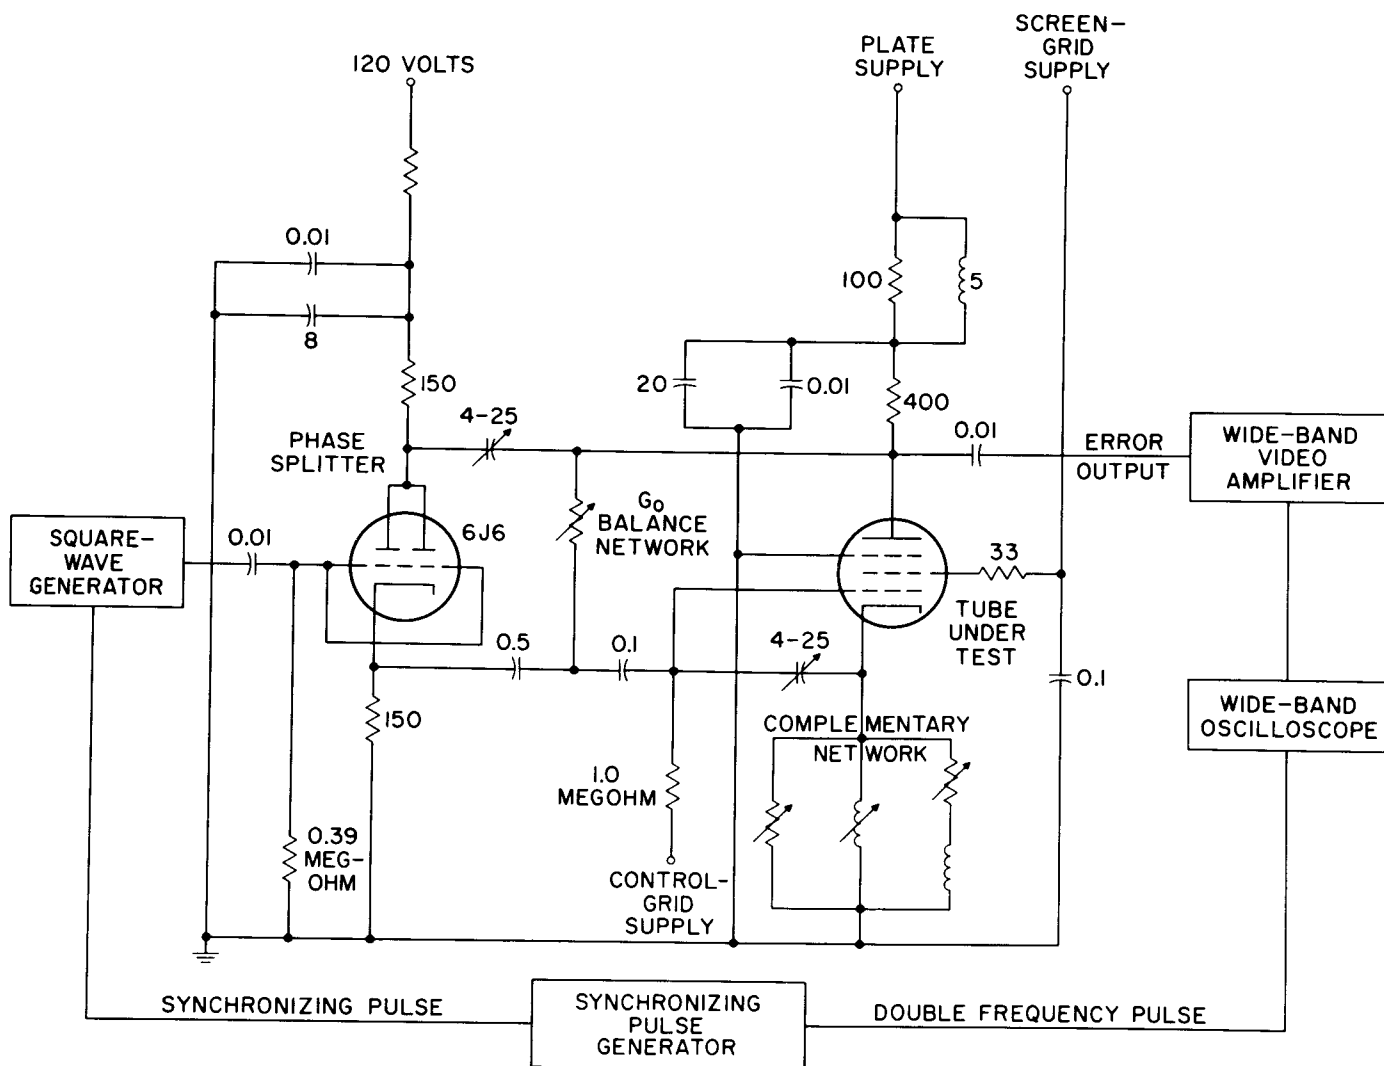 SCREEN-
GRID
SUPPLY
PLATE
SUPPLY
120 VOLTS
0.01
8
150
100
5
20
0.01
400
4-25
PHASE
SPLITTER
0.01
ERROR
OUTPUT
WIDE-BAND
VIDEO
AMPLIFIER
G₀
BALANCE
NETWORK
6J6
SQUARE-
WAVE
GENERATOR
0.01
33
TUBE
UNDER
TEST
0.5
0.1
4-25
0.1
WIDE-BAND
OSCILLOSCOPE
150
COMPLEMENTARY
NETWORK
1.0
MEGOHM
0.39
MEG-
OHM
CONTROL-
GRID
SUPPLY
SYNCHRONIZING PULSE
SYNCHRONIZING
PULSE
GENERATOR
DOUBLE FREQUENCY PULSE